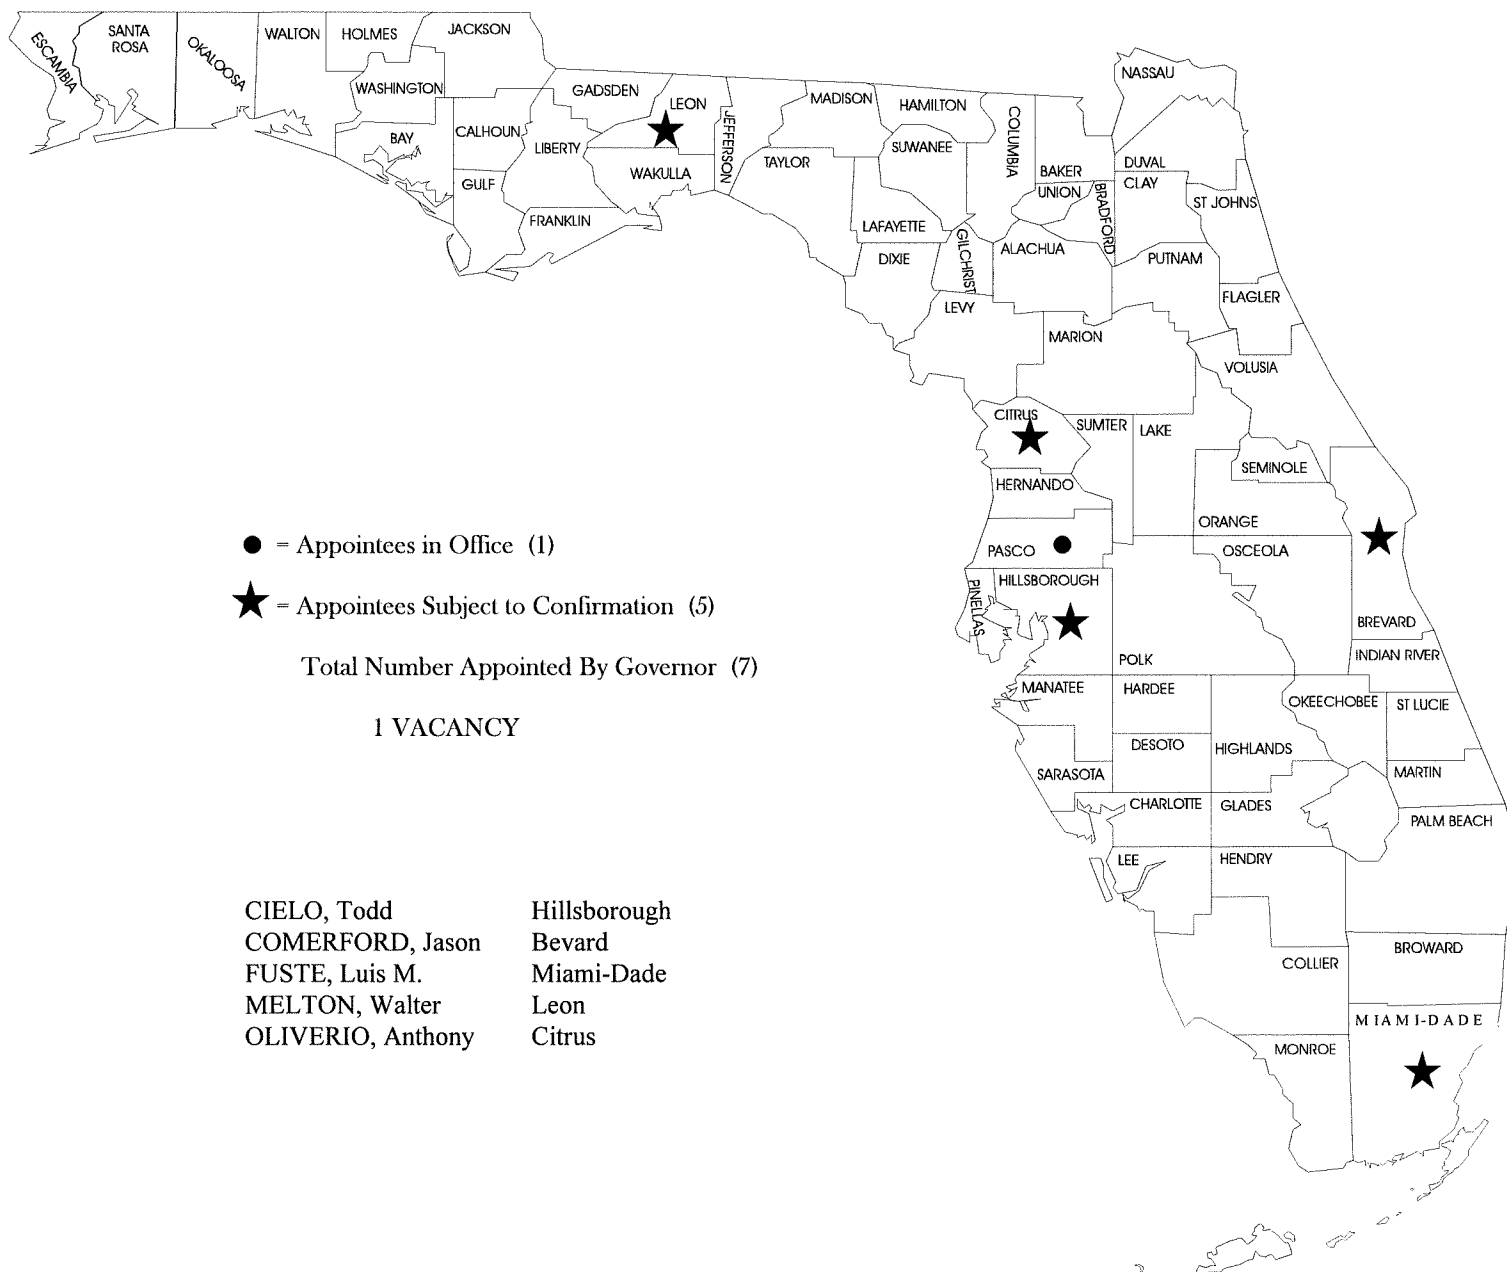 ESCAMBIA
SANTA
ROSA
OKALOOSA
WALTON
HOLMES
JACKSON
WASHINGTON
BAY
CALHOUN
GULF
GADSDEN
LIBERTY
FRANKLIN
LEON
WAKULLA
JEFFERSON
MADISON
TAYLOR
HAMILTON
SUWANEE
LAFAYETTE
DIXIE
COLUMBIA
GILCHRIST
BAKER
UNION
BRADFORD
ALACHUA
LEVY
NASSAU
DUVAL
CLAY
ST JOHNS
PUTNAM
FLAGLER
MARION
VOLUSIA
CITRUS
SUMTER
LAKE
SEMINOLE
HERNANDO
ORANGE
PASCO
OSCEOLA
PINELLAS
HILLSBOROUGH
POLK
BREVARD
INDIAN RIVER
MANATEE
HARDEE
OKEECHOBEE
ST LUCIE
SARASOTA
DESOTO
HIGHLANDS
MARTIN
CHARLOTTE
GLADES
PALM BEACH
LEE
HENDRY
COLLIER
BROWARD
MIAMI-DADE
MONROE
= Appointees in Office (1)
= Appointees Subject to Confirmation (5)
Total Number Appointed By Governor (7)
1 VACANCY
CIELO, Todd Hillsborough
COMERFORD, Jason Bevard
FUSTE, Luis M. Miami-Dade
MELTON, Walter Leon
OLIVERIO, Anthony Citrus